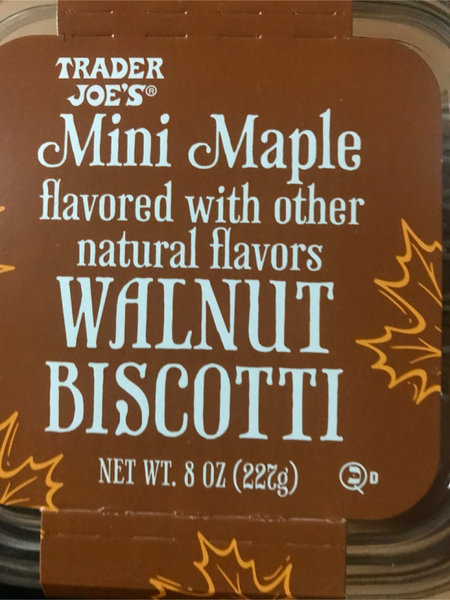 TRADER
JOE'S®
Mini Maple
flavored with other
natural flavors
WALNUT
BISCOTTI
NET WT. 8 OZ (227g)
D